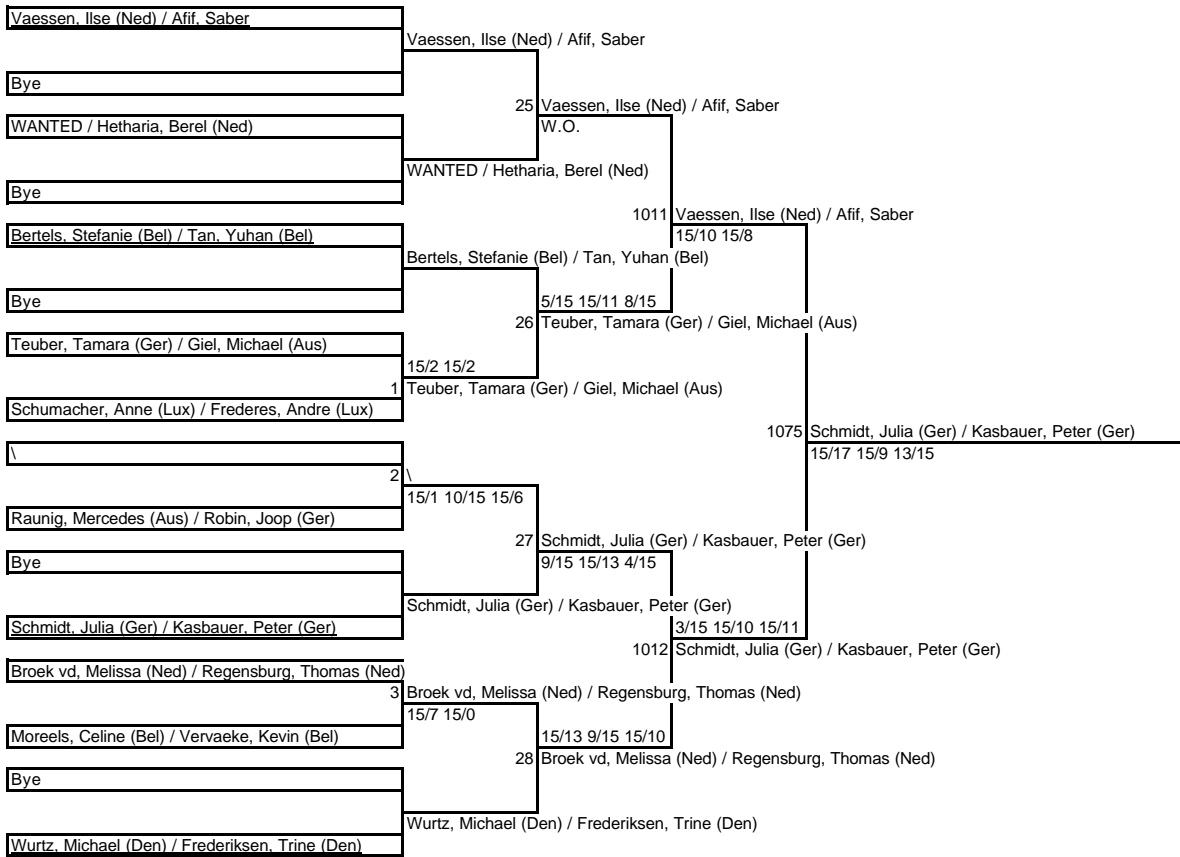 Vaessen, Ilse (Ned) / Afif, Saber
Vaessen, Ilse (Ned) / Afif, Saber
Bye
25 Vaessen, Ilse (Ned) / Afif, Saber
WANTED / Hetharia, Berel (Ned)
W.O.
WANTED / Hetharia, Berel (Ned)
Bye
1011 Vaessen, Ilse (Ned) / Afif, Saber
Bertels, Stefanie (Bel) / Tan, Yuhan (Bel)
15/10 15/8
Bertels, Stefanie (Bel) / Tan, Yuhan (Bel)
Bye
5/15 15/11 8/15
26 Teuber, Tamara (Ger) / Giel, Michael (Aus)
Teuber, Tamara (Ger) / Giel, Michael (Aus)
15/2 15/2
1 Teuber, Tamara (Ger) / Giel, Michael (Aus)
Schumacher, Anne (Lux) / Frederes, Andre (Lux)
1075 Schmidt, Julia (Ger) / Kasbauer, Peter (Ger)
\
15/17 15/9 13/15
2 \
15/1 10/15 15/6
Raunig, Mercedes (Aus) / Robin, Joop (Ger)
27 Schmidt, Julia (Ger) / Kasbauer, Peter (Ger)
Bye
9/15 15/13 4/15
Schmidt, Julia (Ger) / Kasbauer, Peter (Ger)
Schmidt, Julia (Ger) / Kasbauer, Peter (Ger)
3/15 15/10 15/11
1012 Schmidt, Julia (Ger) / Kasbauer, Peter (Ger)
Broek vd, Melissa (Ned) / Regensburg, Thomas (Ned)
3 Broek vd, Melissa (Ned) / Regensburg, Thomas (Ned)
15/7 15/0
Moreels, Celine (Bel) / Vervaeke, Kevin (Bel)
15/13 9/15 15/10
28 Broek vd, Melissa (Ned) / Regensburg, Thomas (Ned)
Bye
Wurtz, Michael (Den) / Frederiksen, Trine (Den)
Wurtz, Michael (Den) / Frederiksen, Trine (Den)